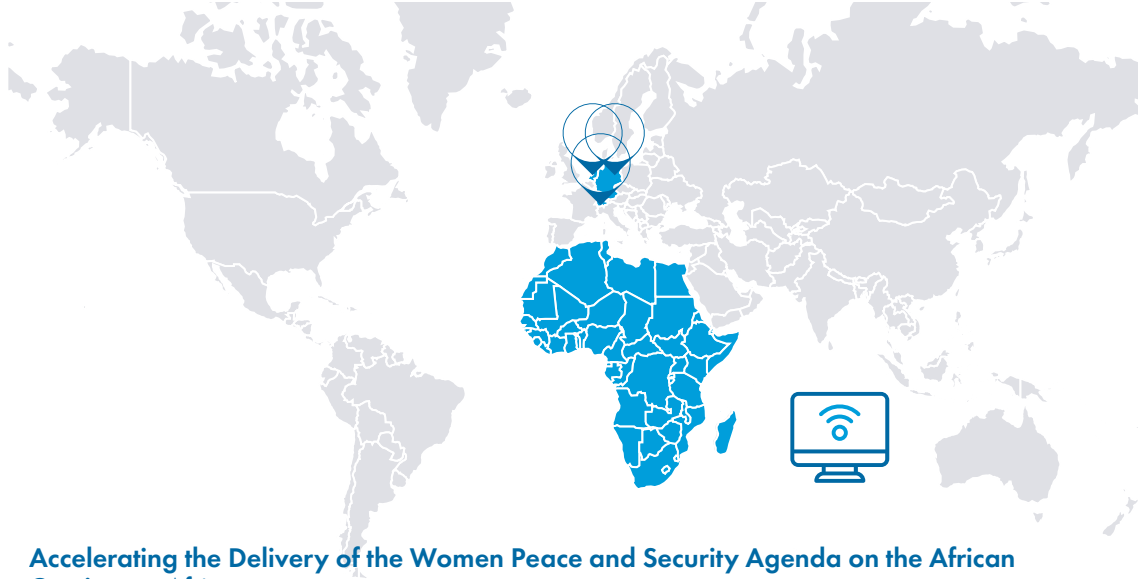 Accelerating the Delivery of the Women Peace and Security Agenda on the African